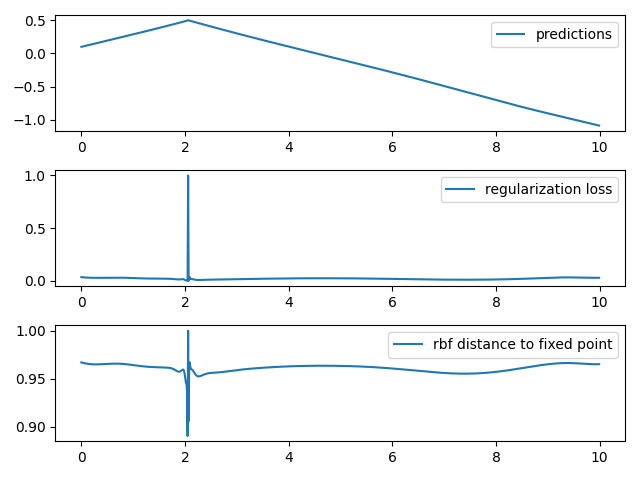 0.5
0.0
−0.5
−1.0
predictions
0 2 4 6 8 10
1.0
0.5
0.0
regularization loss
0 2 4 6 8 10
1.00
0.95
0.90
rbf distance to fixed point
0 2 4 6 8 10